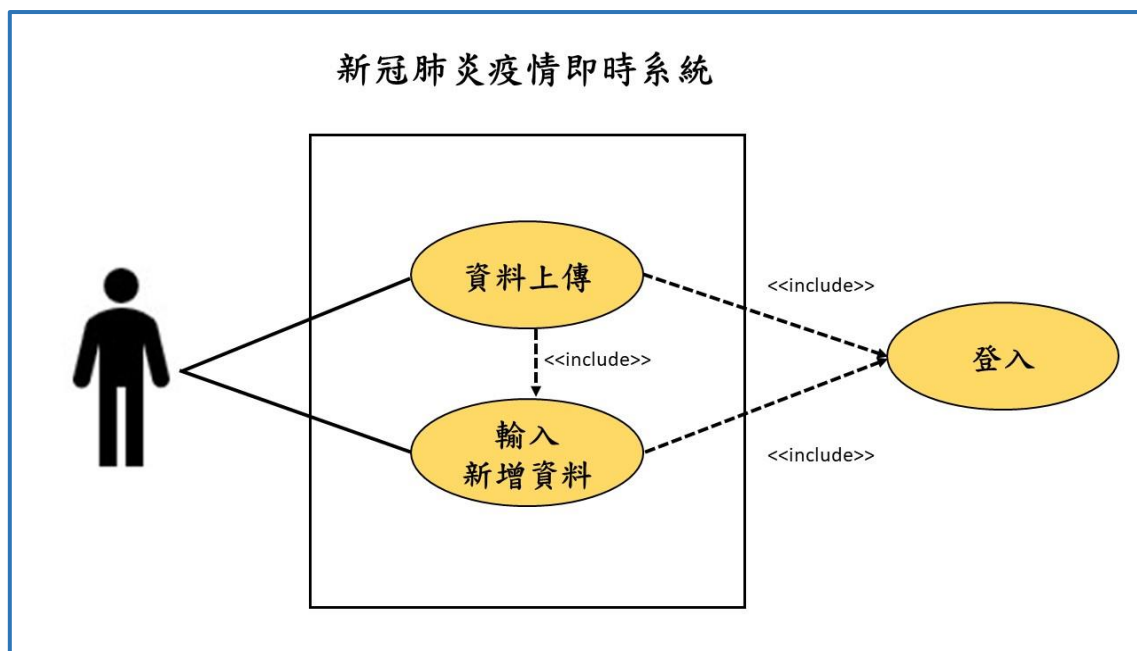 新冠肺炎疫情即時系統
資料上傳
<<include>>
<<include>>
登入
輸入
新增資料
<<include>>